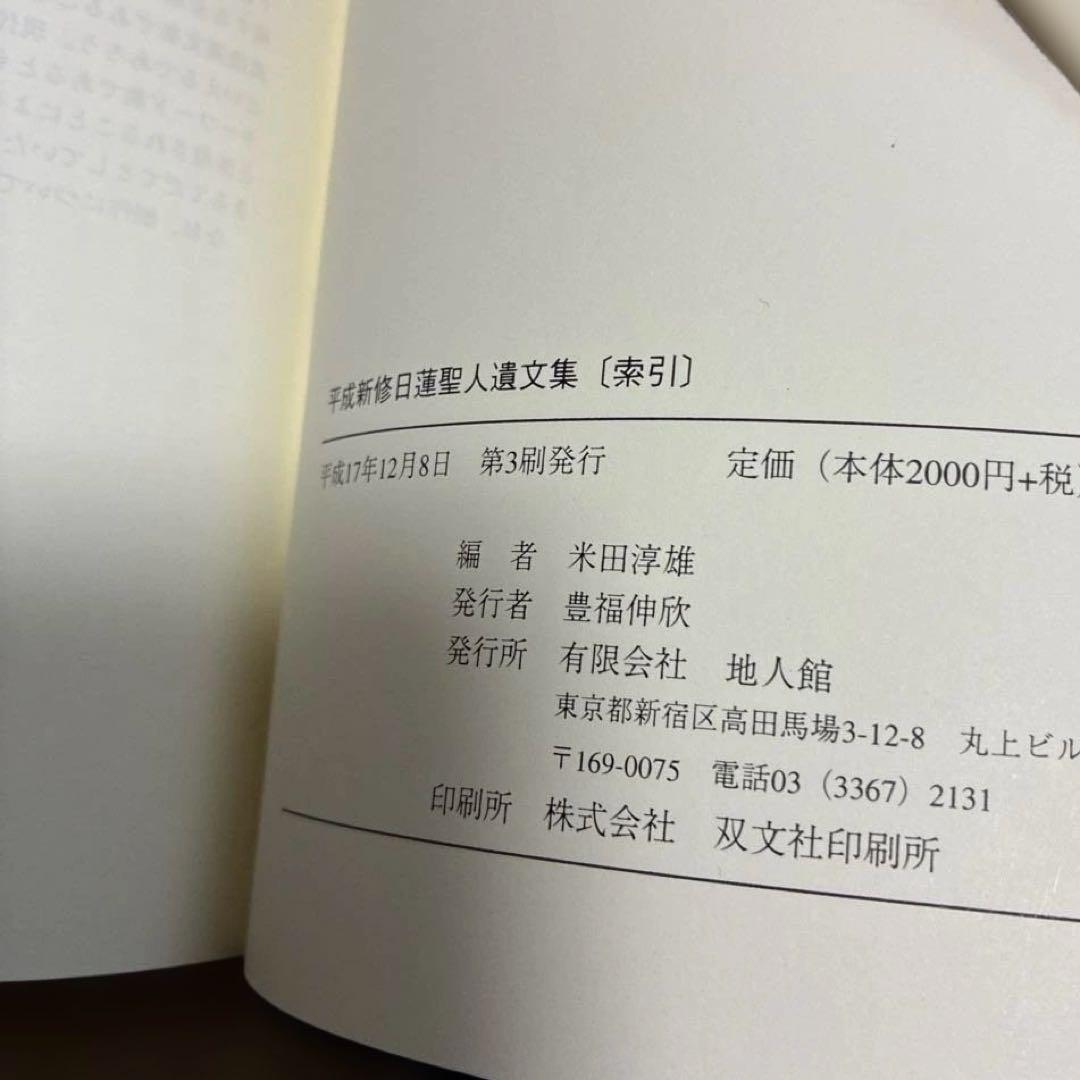 平成新修日蓮聖人遺文集〔索引〕
平成17年12月8日　第3刷発行　定価（本体2000円+税）
編　者　米田淳雄
発行者　豊福伸欣
発行所　有限会社　地人館
東京都新宿区高田馬場3-12-8　丸上ビル
〒169-0075　電話03（3367）2131
印刷所　株式会社　双文社印刷所